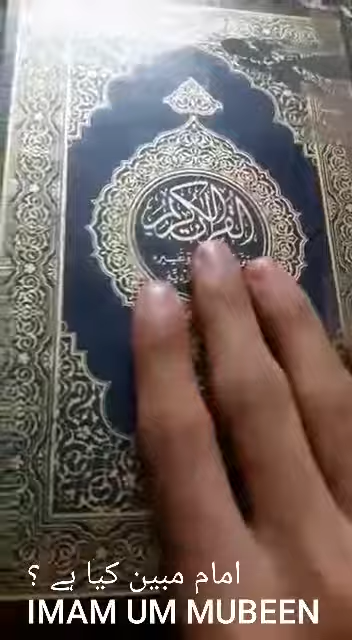 القرآن الكريم
امام مبین کیا ہے ؟
IMAM UM MUBEEN